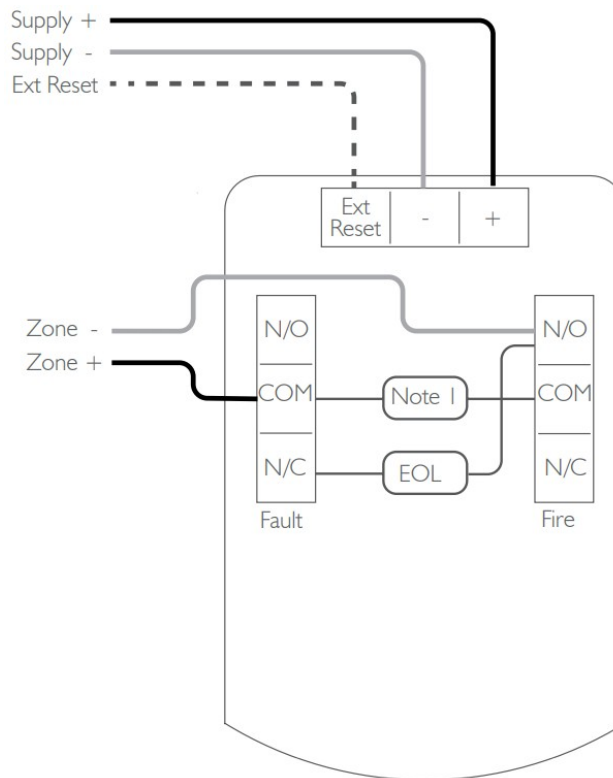 Supply +
Supply -
Ext Reset
Ext
Reset
-
+
Zone -
Zone +
N/O
N/O
COM
Note 1
COM
N/C
EOL
N/C
Fault
Fire